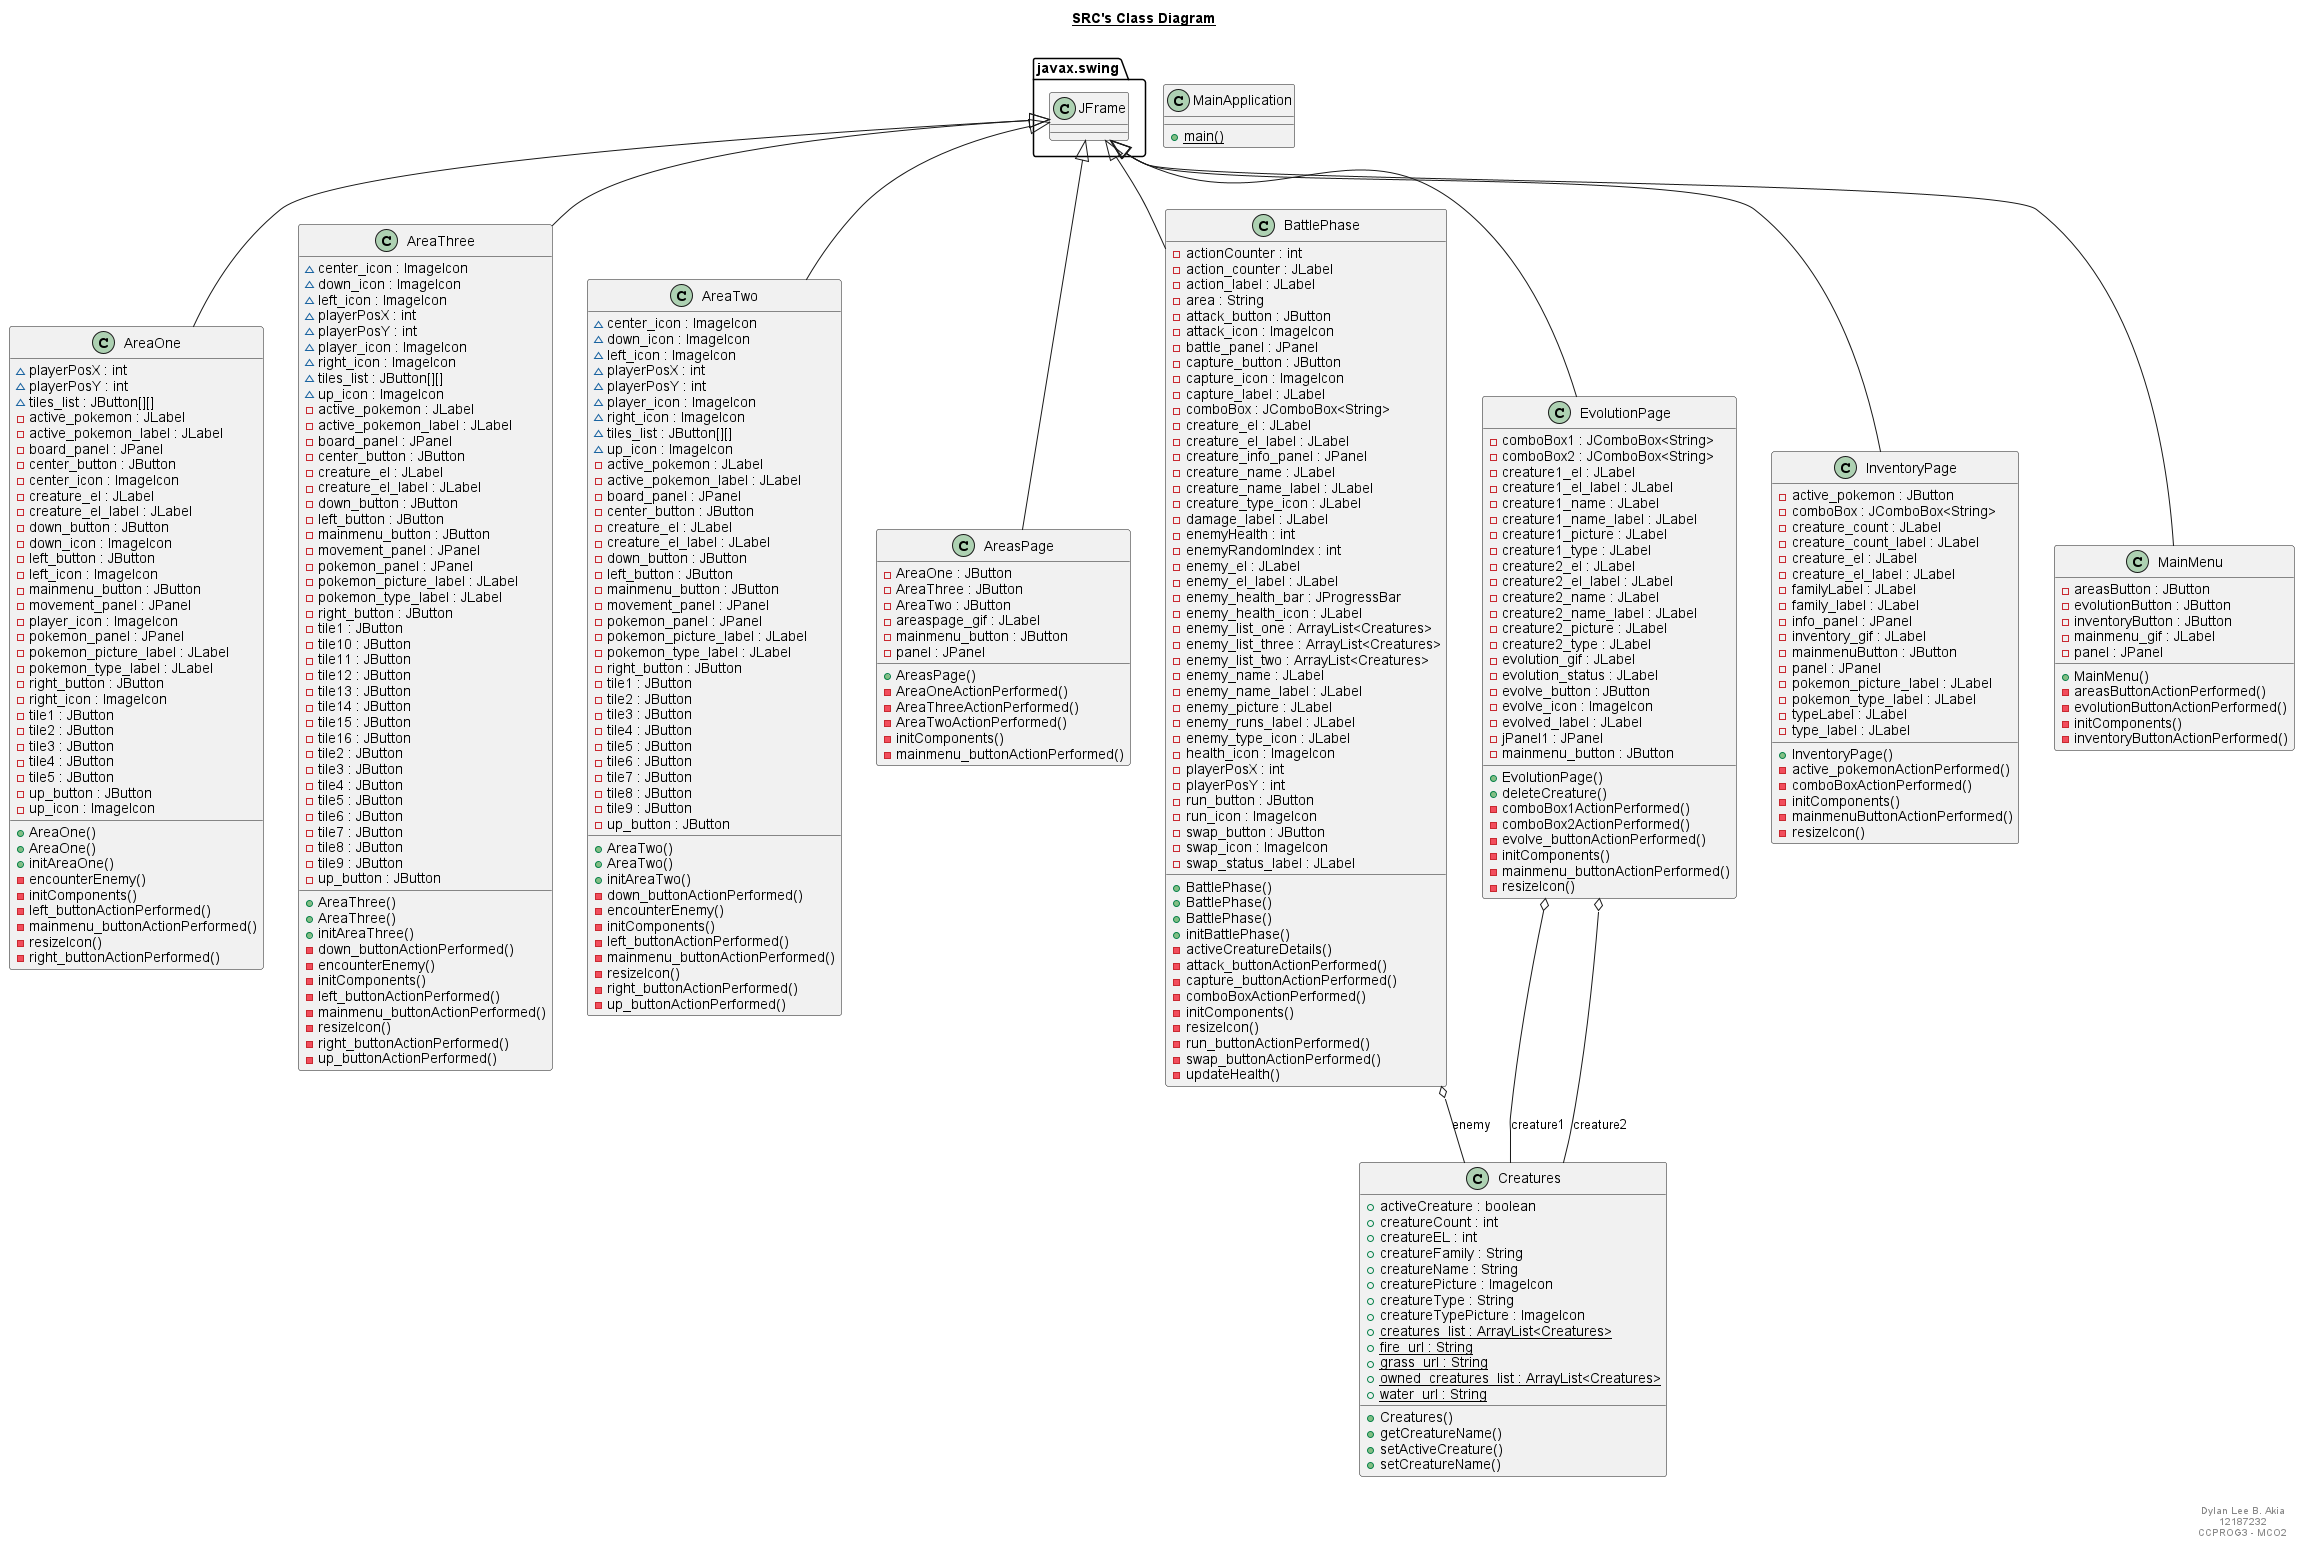 SRC's Class Diagram
javax.swing
C JFrame
C MainApplication
main()
C AreaOne
playerPosX : int
playerPosY : int
tiles_list : JButton[][]
active_pokemon : JLabel
active_pokemon_label : JLabel
board_panel : JPanel
center_button : JButton
center_icon : ImageIcon
creature_el : JLabel
creature_el_label : JLabel
down_button : JButton
down_icon : ImageIcon
left_button : JButton
left_icon : ImageIcon
mainmenu_button : JButton
movement_panel : JPanel
player_icon : ImageIcon
pokemon_panel : JPanel
pokemon_picture_label : JLabel
pokemon_type_label : JLabel
right_button : JButton
right_icon : ImageIcon
tile1 : JButton
tile2 : JButton
tile3 : JButton
tile4 : JButton
tile5 : JButton
up_button : JButton
up_icon : ImageIcon
AreaOne()
AreaOne()
initAreaOne()
encounterEnemy()
initComponents()
left_buttonActionPerformed()
mainmenu_buttonActionPerformed()
resizeIcon()
right_buttonActionPerformed()
C AreaThree
center_icon : ImageIcon
down_icon : ImageIcon
left_icon : ImageIcon
playerPosX : int
playerPosY : int
player_icon : ImageIcon
right_icon : ImageIcon
tiles_list : JButton[][]
up_icon : ImageIcon
active_pokemon : JLabel
active_pokemon_label : JLabel
board_panel : JPanel
center_button : JButton
creature_el : JLabel
creature_el_label : JLabel
down_button : JButton
left_button : JButton
mainmenu_button : JButton
movement_panel : JPanel
pokemon_panel : JPanel
pokemon_picture_label : JLabel
pokemon_type_label : JLabel
right_button : JButton
tile1 : JButton
tile10 : JButton
tile11 : JButton
tile12 : JButton
tile13 : JButton
tile14 : JButton
tile15 : JButton
tile16 : JButton
tile2 : JButton
tile3 : JButton
tile4 : JButton
tile5 : JButton
tile6 : JButton
tile7 : JButton
tile8 : JButton
tile9 : JButton
up_button : JButton
AreaThree()
AreaThree()
initAreaThree()
down_buttonActionPerformed()
encounterEnemy()
initComponents()
left_buttonActionPerformed()
mainmenu_buttonActionPerformed()
resizeIcon()
right_buttonActionPerformed()
up_buttonActionPerformed()
C AreaTwo
center_icon : ImageIcon
down_icon : ImageIcon
left_icon : ImageIcon
playerPosX : int
playerPosY : int
player_icon : ImageIcon
right_icon : ImageIcon
tiles_list : JButton[][]
up_icon : ImageIcon
active_pokemon : JLabel
active_pokemon_label : JLabel
board_panel : JPanel
center_button : JButton
creature_el : JLabel
creature_el_label : JLabel
down_button : JButton
left_button : JButton
mainmenu_button : JButton
movement_panel : JPanel
pokemon_panel : JPanel
pokemon_picture_label : JLabel
pokemon_type_label : JLabel
right_button : JButton
tile1 : JButton
tile2 : JButton
tile3 : JButton
tile4 : JButton
tile5 : JButton
tile6 : JButton
tile7 : JButton
tile8 : JButton
tile9 : JButton
up_button : JButton
AreaTwo()
AreaTwo()
initAreaTwo()
down_buttonActionPerformed()
encounterEnemy()
initComponents()
left_buttonActionPerformed()
mainmenu_buttonActionPerformed()
resizeIcon()
right_buttonActionPerformed()
up_buttonActionPerformed()
C AreasPage
AreaOne : JButton
AreaThree : JButton
AreaTwo : JButton
areaspage_gif : JLabel
mainmenu_button : JButton
panel : JPanel
AreasPage()
AreaOneActionPerformed()
AreaThreeActionPerformed()
AreaTwoActionPerformed()
initComponents()
mainmenu_buttonActionPerformed()
C BattlePhase
actionCounter : int
action_counter : JLabel
action_label : JLabel
area : String
attack_button : JButton
attack_icon : ImageIcon
battle_panel : JPanel
capture_button : JButton
capture_icon : ImageIcon
capture_label : JLabel
comboBox : JComboBox<String>
creature_el : JLabel
creature_el_label : JLabel
creature_info_panel : JPanel
creature_name : JLabel
creature_name_label : JLabel
creature_type_icon : JLabel
damage_label : JLabel
enemyHealth : int
enemyRandomIndex : int
enemy_el : JLabel
enemy_el_label : JLabel
enemy_health_bar : JProgressBar
enemy_health_icon : JLabel
enemy_list_one : ArrayList<Creatures>
enemy_list_three : ArrayList<Creatures>
enemy_list_two : ArrayList<Creatures>
enemy_name : JLabel
enemy_name_label : JLabel
enemy_picture : JLabel
enemy_runs_label : JLabel
enemy_type_icon : JLabel
health_icon : ImageIcon
playerPosX : int
playerPosY : int
run_button : JButton
run_icon : ImageIcon
swap_button : JButton
swap_icon : ImageIcon
swap_status_label : JLabel
BattlePhase()
BattlePhase()
BattlePhase()
initBattlePhase()
activeCreatureDetails()
attack_buttonActionPerformed()
capture_buttonActionPerformed()
comboBoxActionPerformed()
initComponents()
resizeIcon()
run_buttonActionPerformed()
swap_buttonActionPerformed()
updateHealth()
C EvolutionPage
comboBox1 : JComboBox<String>
comboBox2 : JComboBox<String>
creature1_el : JLabel
creature1_el_label : JLabel
creature1_name : JLabel
creature1_name_label : JLabel
creature1_picture : JLabel
creature1_type : JLabel
creature2_el : JLabel
creature2_el_label : JLabel
creature2_name : JLabel
creature2_name_label : JLabel
creature2_picture : JLabel
creature2_type : JLabel
evolution_gif : JLabel
evolution_status : JLabel
evolve_button : JButton
evolve_icon : ImageIcon
evolved_label : JLabel
jPanel1 : JPanel
mainmenu_button : JButton
EvolutionPage()
deleteCreature()
comboBox1ActionPerformed()
comboBox2ActionPerformed()
evolve_buttonActionPerformed()
initComponents()
mainmenu_buttonActionPerformed()
resizeIcon()
C InventoryPage
active_pokemon : JButton
comboBox : JComboBox<String>
creature_count : JLabel
creature_count_label : JLabel
creature_el : JLabel
creature_el_label : JLabel
familyLabel : JLabel
family_label : JLabel
info_panel : JPanel
inventory_gif : JLabel
mainmenuButton : JButton
panel : JPanel
pokemon_picture_label : JLabel
pokemon_type_label : JLabel
typeLabel : JLabel
type_label : JLabel
InventoryPage()
active_pokemonActionPerformed()
comboBoxActionPerformed()
initComponents()
mainmenuButtonActionPerformed()
resizeIcon()
C MainMenu
areasButton : JButton
evolutionButton : JButton
inventoryButton : JButton
mainmenu_gif : JLabel
panel : JPanel
MainMenu()
areasButtonActionPerformed()
evolutionButtonActionPerformed()
initComponents()
inventoryButtonActionPerformed()
enemy
creature1
creature2
C Creatures
activeCreature : boolean
creatureCount : int
creatureEL : int
creatureFamily : String
creatureName : String
creaturePicture : ImageIcon
creatureType : String
creatureTypePicture : ImageIcon
creatures_list : ArrayList<Creatures>
fire_url : String
grass_url : String
owned_creatures_list : ArrayList<Creatures>
water_url : String
Creatures()
getCreatureName()
setActiveCreature()
setCreatureName()
Dylan Lee B. Akia
12187232
CCPROG3 - MCO2